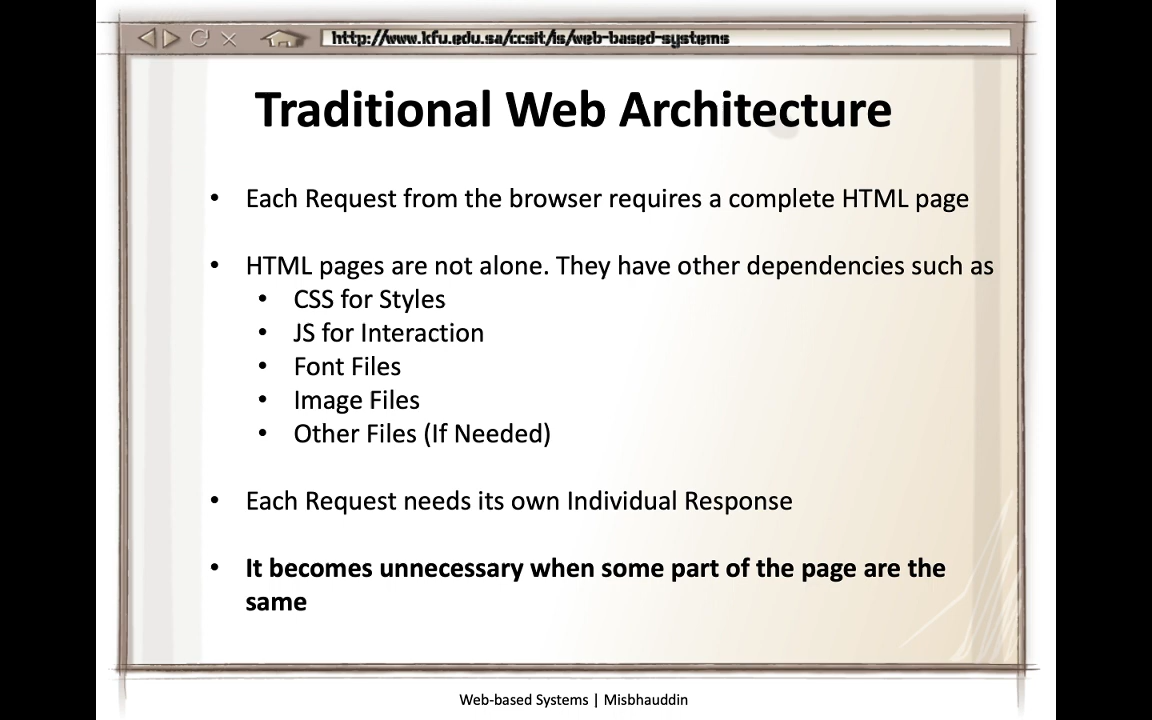 http://www.kfu.edu.sa/ccsit/is/web-based-systems
Traditional Web Architecture
• Each Request from the browser requires a complete HTML page
• HTML pages are not alone. They have other dependencies such as
• CSS for Styles
• JS for Interaction
• Font Files
• Image Files
• Other Files (If Needed)
• Each Request needs its own Individual Response
• It becomes unnecessary when some part of the page are the
same
Web-based Systems | Misbhauddin